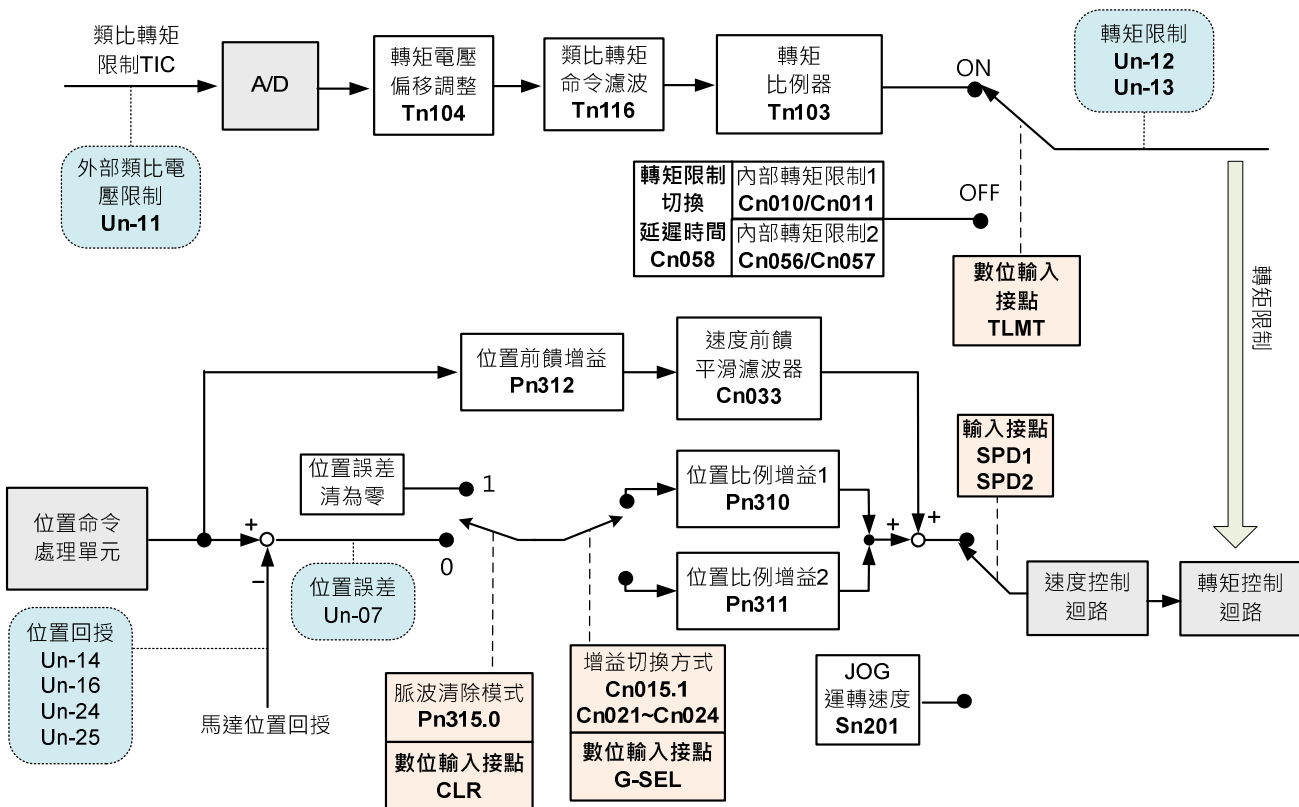 類比轉矩
限制TIC
A/D
轉矩電壓
偏移調整
Tn104
類比轉矩
命令濾波
Tn116
轉矩
比例器
Tn103
ON
轉矩限制
Un-12
Un-13
外部類比電
壓限制
Un-11
轉矩限制
切換
延遲時間
Cn058
內部轉矩限制1
Cn010/Cn011
內部轉矩限制2
Cn056/Cn057
OFF
數位輸入
接點
TLMT
轉矩限制
位置前饋增益
Pn312
速度前饋
平滑濾波器
Cn033
輸入接點
SPD1
SPD2
位置誤差
清為零
1
位置比例增益1
Pn310
位置命令
處理單元
+
−
0
位置誤差
Un-07
位置比例增益2
Pn311
+
+
速度控制
迴路
轉矩控制
迴路
位置回授
Un-14
Un-16
Un-24
Un-25
馬達位置回授
脈波清除模式
Pn315.0
數位輸入接點
CLR
增益切換方式
Cn015.1
Cn021~Cn024
數位輸入接點
G-SEL
JOG
運轉速度
Sn201